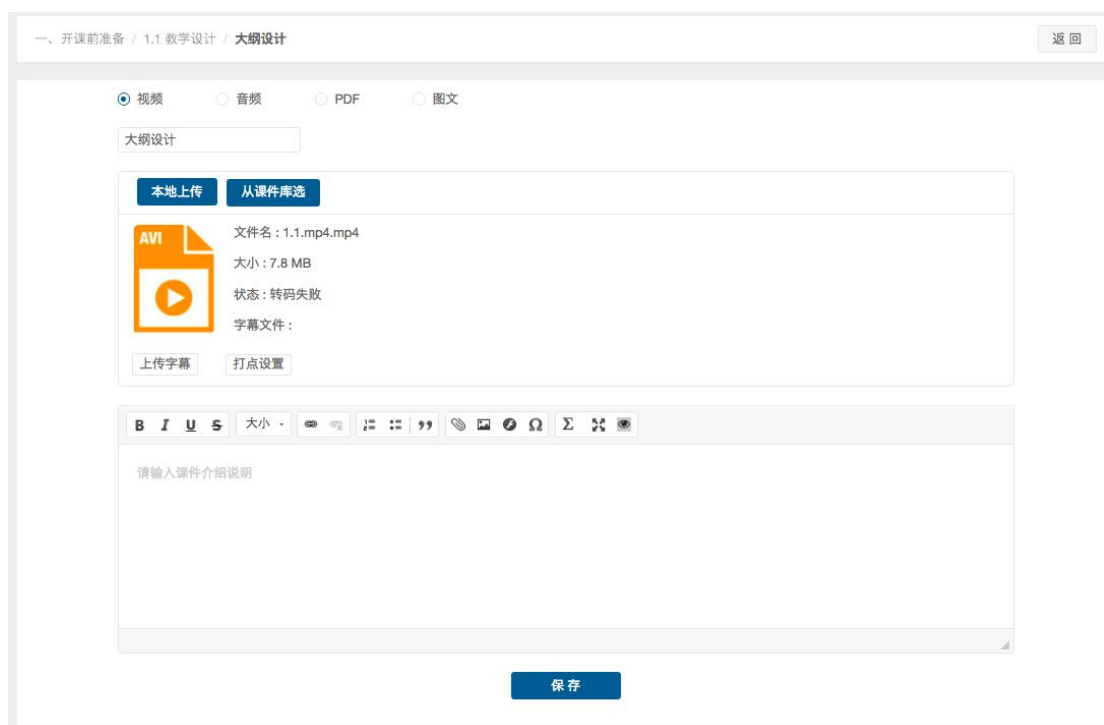 一、开课前准备 / 1.1 教学设计 / 大纲设计 返回
视频 音频 PDF 图文
大纲设计
本地上传 从课件库选
AVI
文件名：1.1.mp4.mp4
大小：7.8 MB
状态：转码失败
字幕文件：
上传字幕 打点设置
B I U S 大小 Ω Σ
请输入课件介绍说明
保存